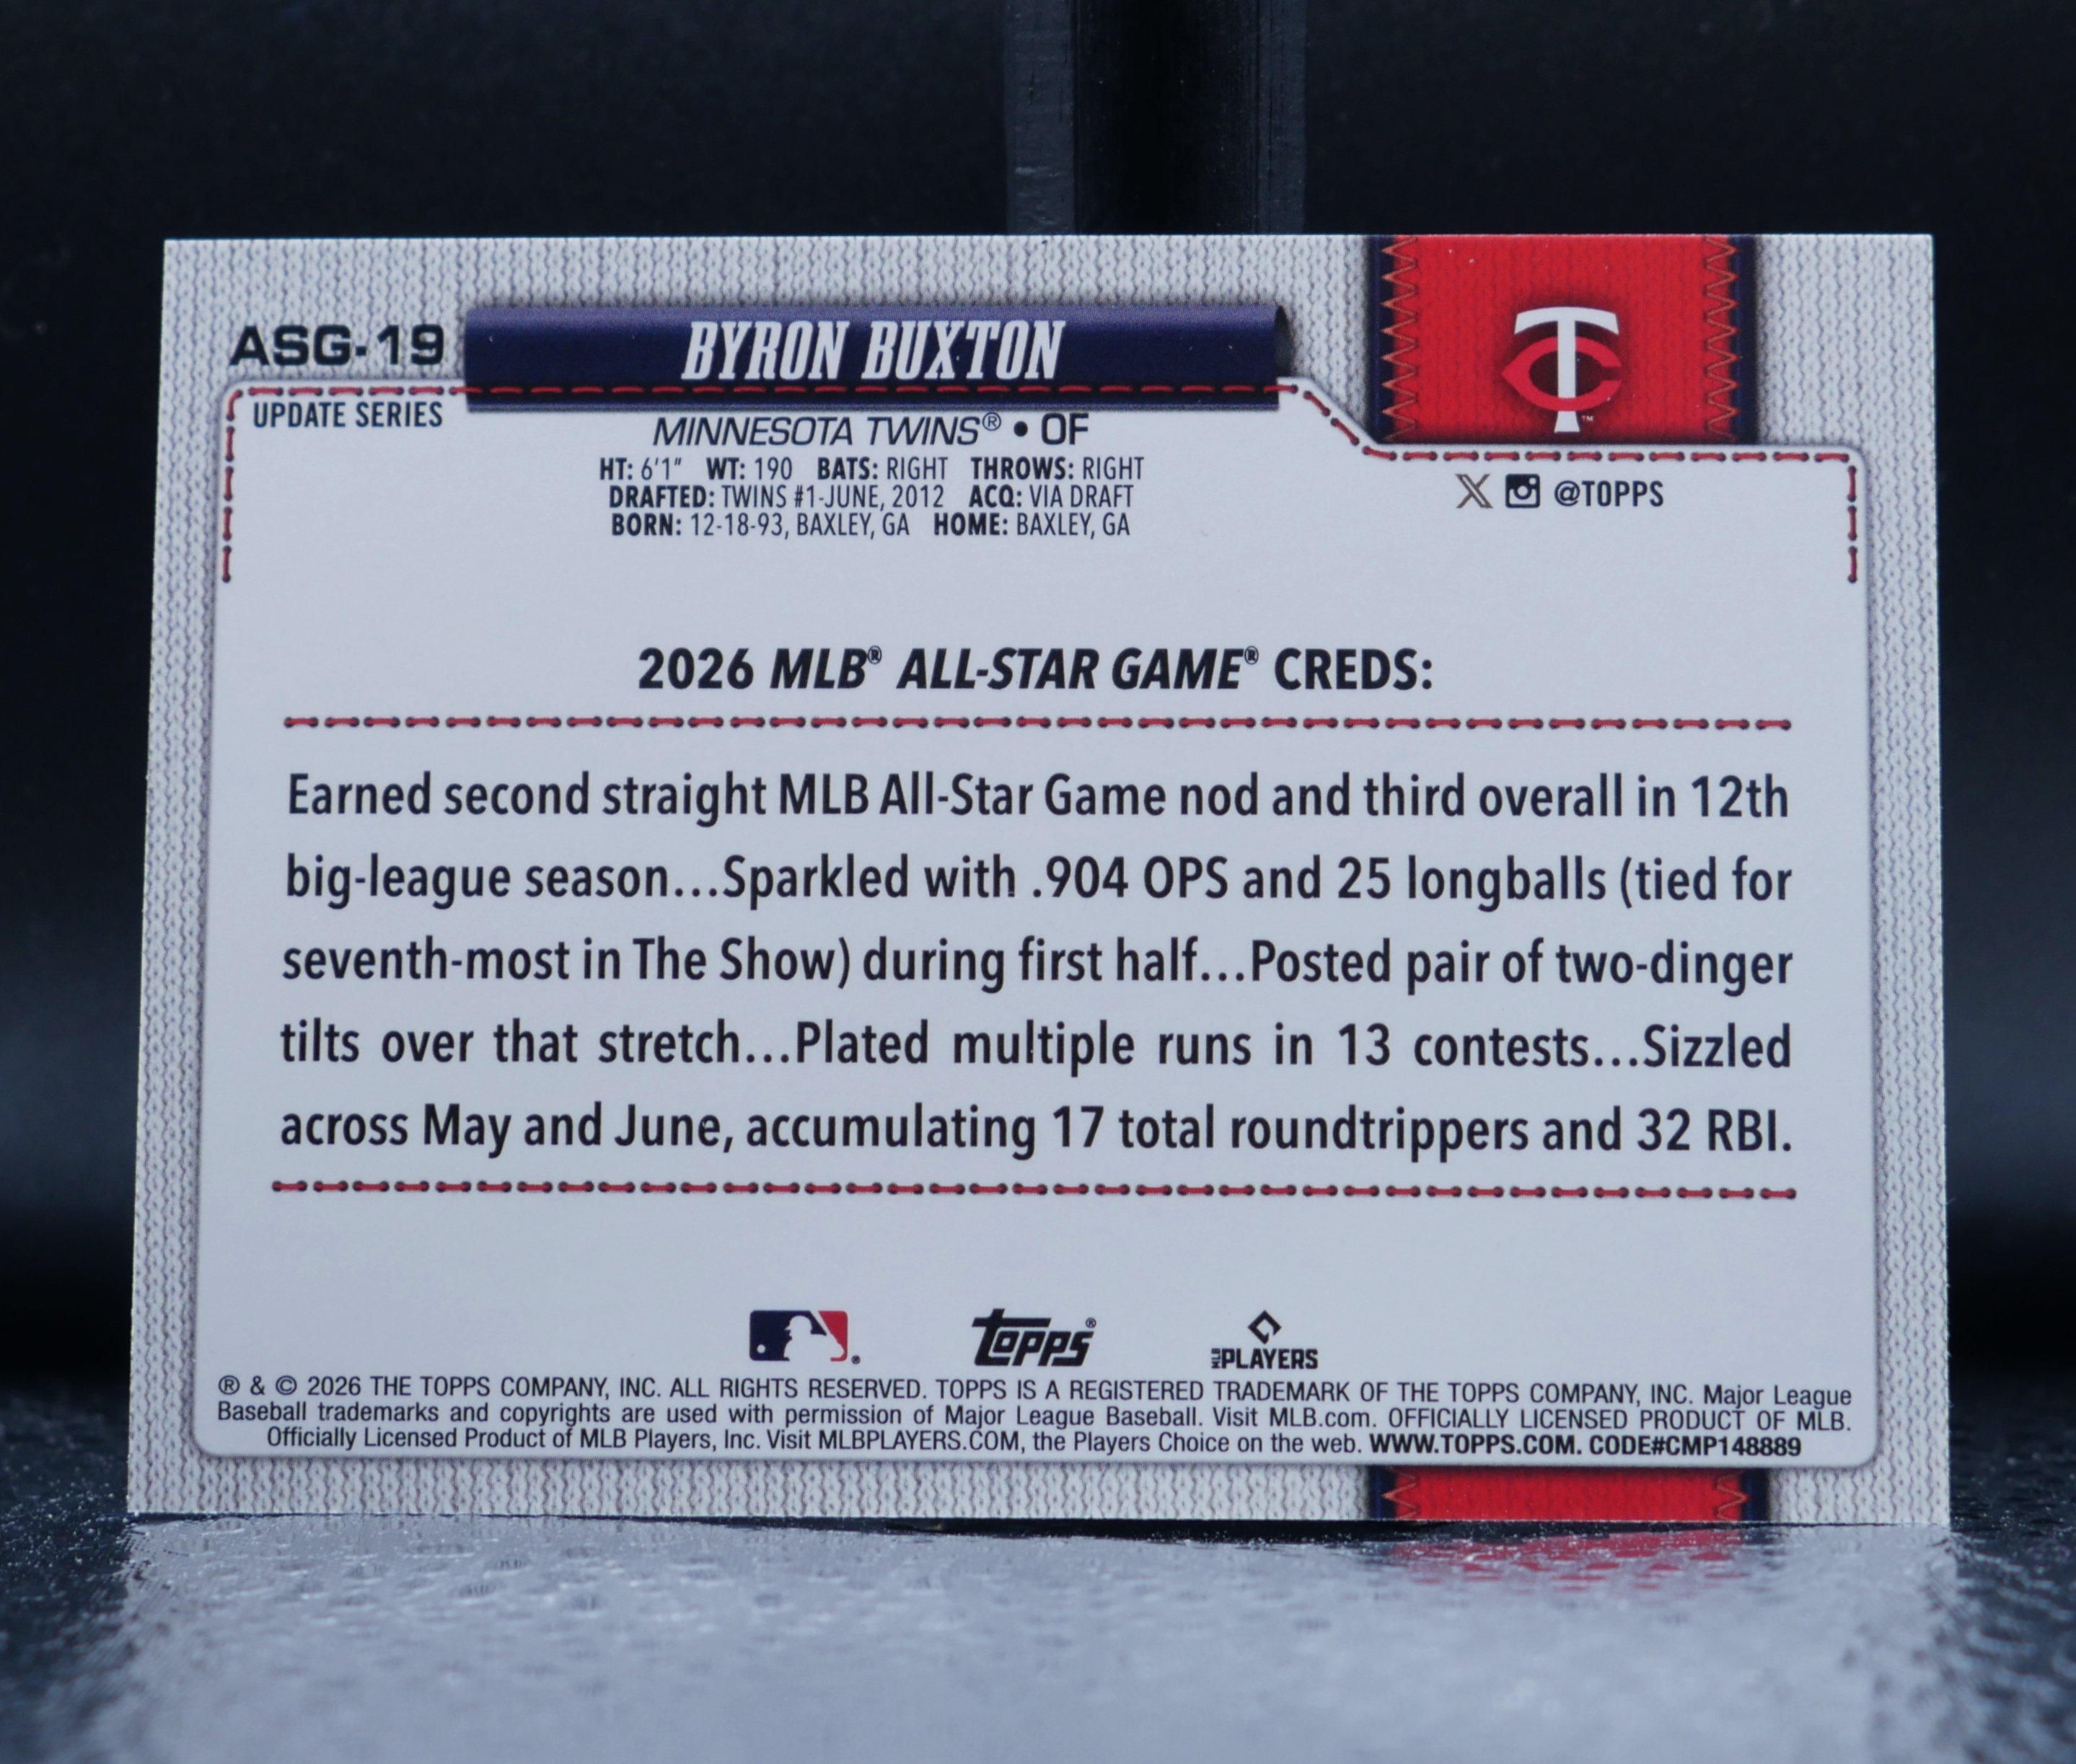 ASG-19
BYRON BUXTON
UPDATE SERIES
MINNESOTA TWINS® • OF
HT: 6'1" WT: 190 BATS: RIGHT THROWS: RIGHT
DRAFTED: TWINS #1-JUNE, 2012 ACQ: VIA DRAFT
BORN: 12-18-93, BAXLEY, GA HOME: BAXLEY, GA
TC™
X @TOPPS
2026 MLB® ALL-STAR GAME® CREDS:
Earned second straight MLB All-Star Game nod and third overall in 12th
big-league season...Sparkled with .904 OPS and 25 longballs (tied for
seventh-most in The Show) during first half...Posted pair of two-dinger
tilts over that stretch...Plated multiple runs in 13 contests...Sizzled
across May and June, accumulating 17 total roundtrippers and 32 RBI.
Topps® MLB PLAYERS
® & © 2026 THE TOPPS COMPANY, INC. ALL RIGHTS RESERVED. TOPPS IS A REGISTERED TRADEMARK OF THE TOPPS COMPANY, INC. Major League
Baseball trademarks and copyrights are used with permission of Major League Baseball. Visit MLB.com. OFFICIALLY LICENSED PRODUCT OF MLB.
Officially Licensed Product of MLB Players, Inc. Visit MLBPLAYERS.COM, the Players Choice on the web. WWW.TOPPS.COM. CODE#CMP148889